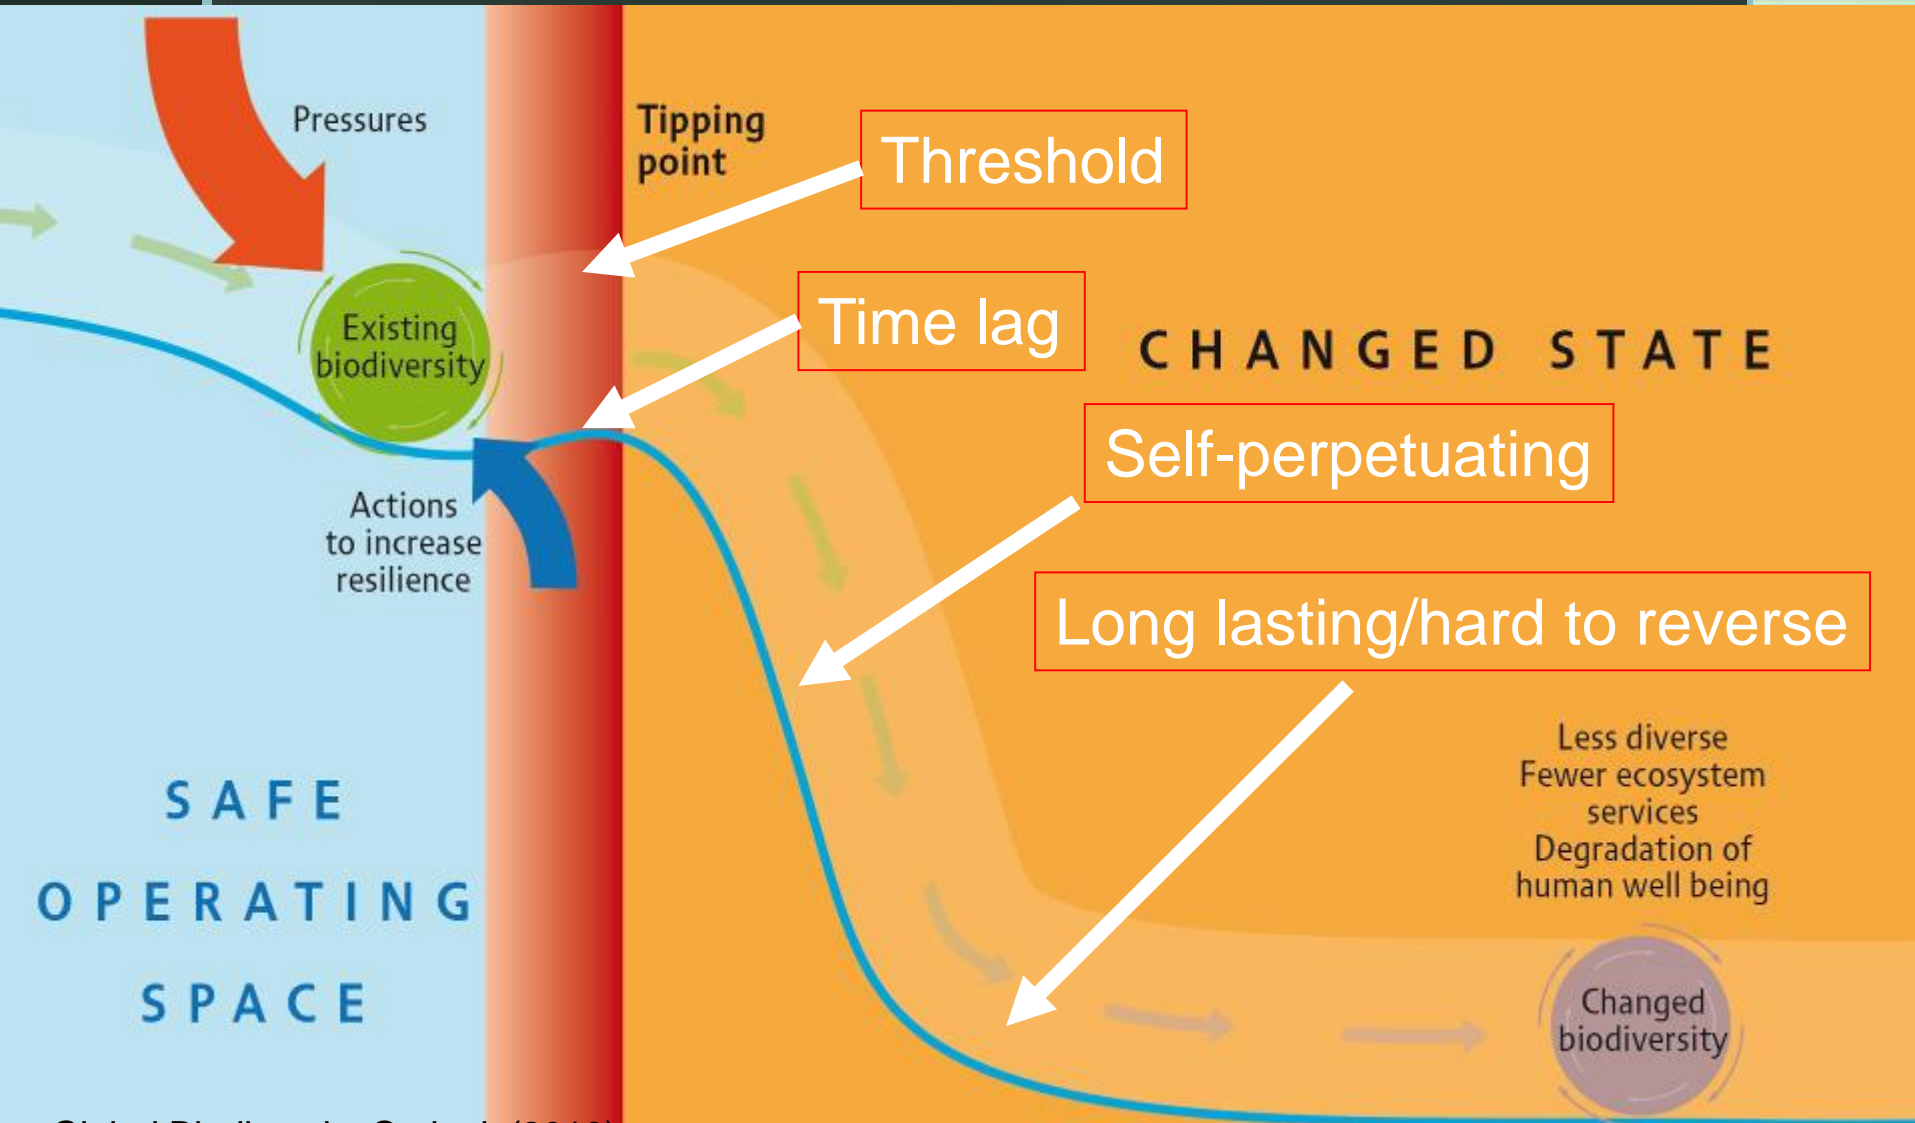 Pressures
Tipping
point
Threshold
Time lag
Existing
biodiversity
CHANGED STATE
Self-perpetuating
Actions
to increase
resilience
Long lasting/hard to reverse
SAFE
OPERATING
SPACE
Less diverse
Fewer ecosystem
services
Degradation of
human well being
Changed
biodiversity